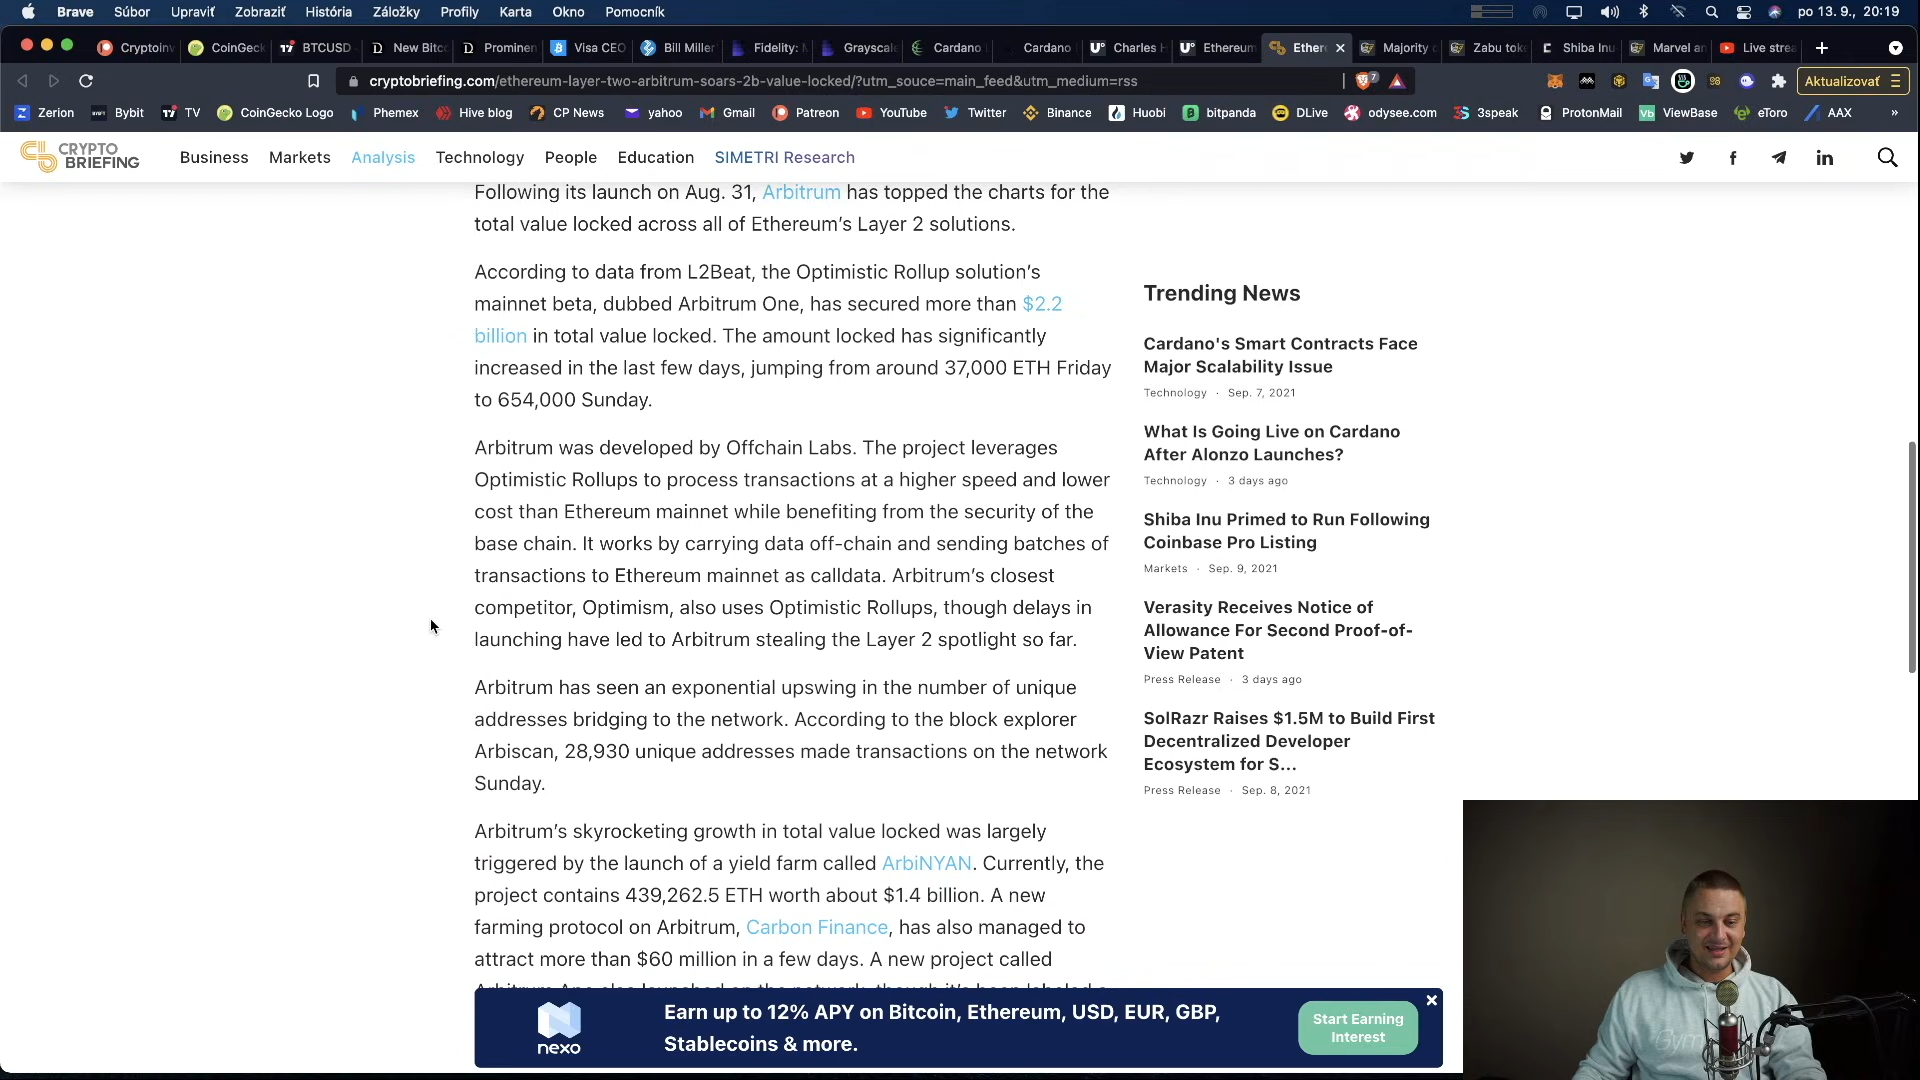 Brave Súbor Upraviť Zobraziť História Záložky Profily Karta Okno Pomocník po 13. 9., 20:19
Cryptoinv CoinGeck BTCUSD New Bitc Prominen Visa CEO Bill Miller Fidelity: Grayscale Cardano Cardano Charles Ethereum Ether Majority Zabu tok Shiba Inu Marvel an Live strea
cryptobriefing.com/ethereum-layer-two-arbitrum-soars-2b-value-locked/?utm_souce=main_feed&utm_medium=rss 7 Aktualizovať
Zerion Bybit TV CoinGecko Logo Phemex Hive blog CP News yahoo Gmail Patreon YouTube Twitter Binance Huobi bitpanda DLive odysee.com 3speak ProtonMail ViewBase eToro AAX »
CRYPTO
BRIEFING
Business Markets Analysis Technology People Education SIMETRI Research
Following its launch on Aug. 31, Arbitrum has topped the charts for the
total value locked across all of Ethereum's Layer 2 solutions.
According to data from L2Beat, the Optimistic Rollup solution's
mainnet beta, dubbed Arbitrum One, has secured more than $2.2
billion in total value locked. The amount locked has significantly
increased in the last few days, jumping from around 37,000 ETH Friday
to 654,000 Sunday.
Arbitrum was developed by Offchain Labs. The project leverages
Optimistic Rollups to process transactions at a higher speed and lower
cost than Ethereum mainnet while benefiting from the security of the
base chain. It works by carrying data off-chain and sending batches of
transactions to Ethereum mainnet as calldata. Arbitrum's closest
competitor, Optimism, also uses Optimistic Rollups, though delays in
launching have led to Arbitrum stealing the Layer 2 spotlight so far.
Arbitrum has seen an exponential upswing in the number of unique
addresses bridging to the network. According to the block explorer
Arbiscan, 28,930 unique addresses made transactions on the network
Sunday.
Arbitrum's skyrocketing growth in total value locked was largely
triggered by the launch of a yield farm called ArbiNYAN. Currently, the
project contains 439,262.5 ETH worth about $1.4 billion. A new
farming protocol on Arbitrum, Carbon Finance, has also managed to
attract more than $60 million in a few days. A new project called
Trending News
Cardano's Smart Contracts Face
Major Scalability Issue
Technology · Sep. 7, 2021
What Is Going Live on Cardano
After Alonzo Launches?
Technology · 3 days ago
Shiba Inu Primed to Run Following
Coinbase Pro Listing
Markets · Sep. 9, 2021
Verasity Receives Notice of
Allowance For Second Proof-of-
View Patent
Press Release · 3 days ago
SolRazr Raises $1.5M to Build First
Decentralized Developer
Ecosystem for S...
Press Release · Sep. 8, 2021
nexo
Earn up to 12% APY on Bitcoin, Ethereum, USD, EUR, GBP,
Stablecoins & more.
Start Earning
Interest